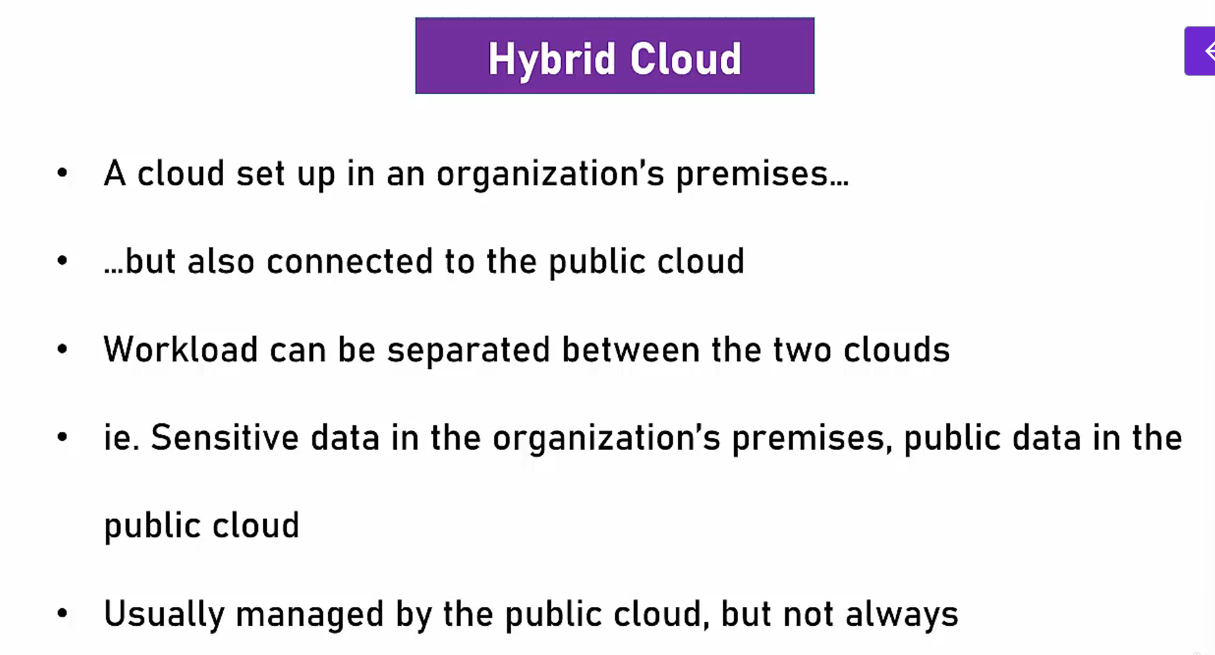 Hybrid Cloud
• A cloud set up in an organization's premises…
• …but also connected to the public cloud
• Workload can be separated between the two clouds
• ie. Sensitive data in the organization's premises, public data in the
public cloud
• Usually managed by the public cloud, but not always